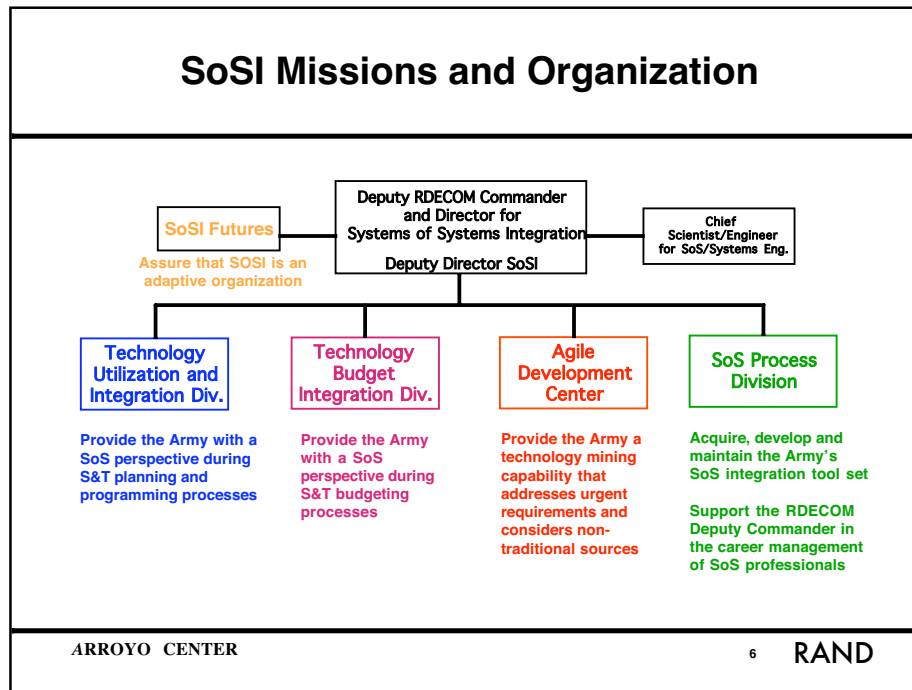 SoSI Missions and Organization
Deputy RDECOM Commander
and Director for
Systems of Systems Integration
Deputy Director SoSI
SoSI Futures
Assure that SOSI is an
adaptive organization
Chief
Scientist/Engineer
for SoS/Systems Eng.
Technology
Utilization and
Integration Div.
Provide the Army with a
SoS perspective during
S&T planning and
programming processes
Technology
Budget
Integration Div.
Provide the Army
with a SoS
perspective during
S&T budgeting
processes
Agile
Development
Center
Provide the Army a
technology mining
capability that
addresses urgent
requirements and
considers non-
traditional sources
SoS Process
Division
Acquire, develop and
maintain the Army's
SoS integration tool set
Support the RDECOM
Deputy Commander in
the career management
of SoS professionals
ARROYO CENTER
6
RAND